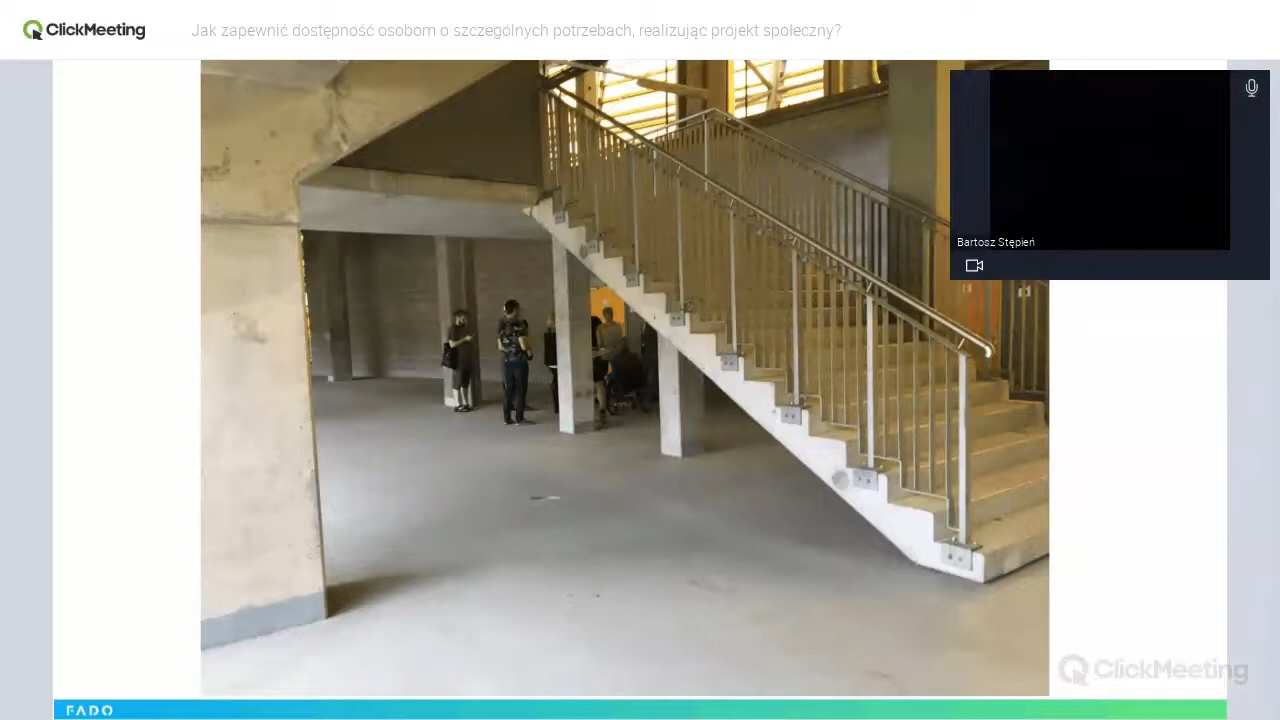 ClickMeeting
Jak zapewnić dostępność osobom o szczególnych potrzebach, realizując projekt społeczny?
Bartosz Stępień
ClickMeeting
FADO